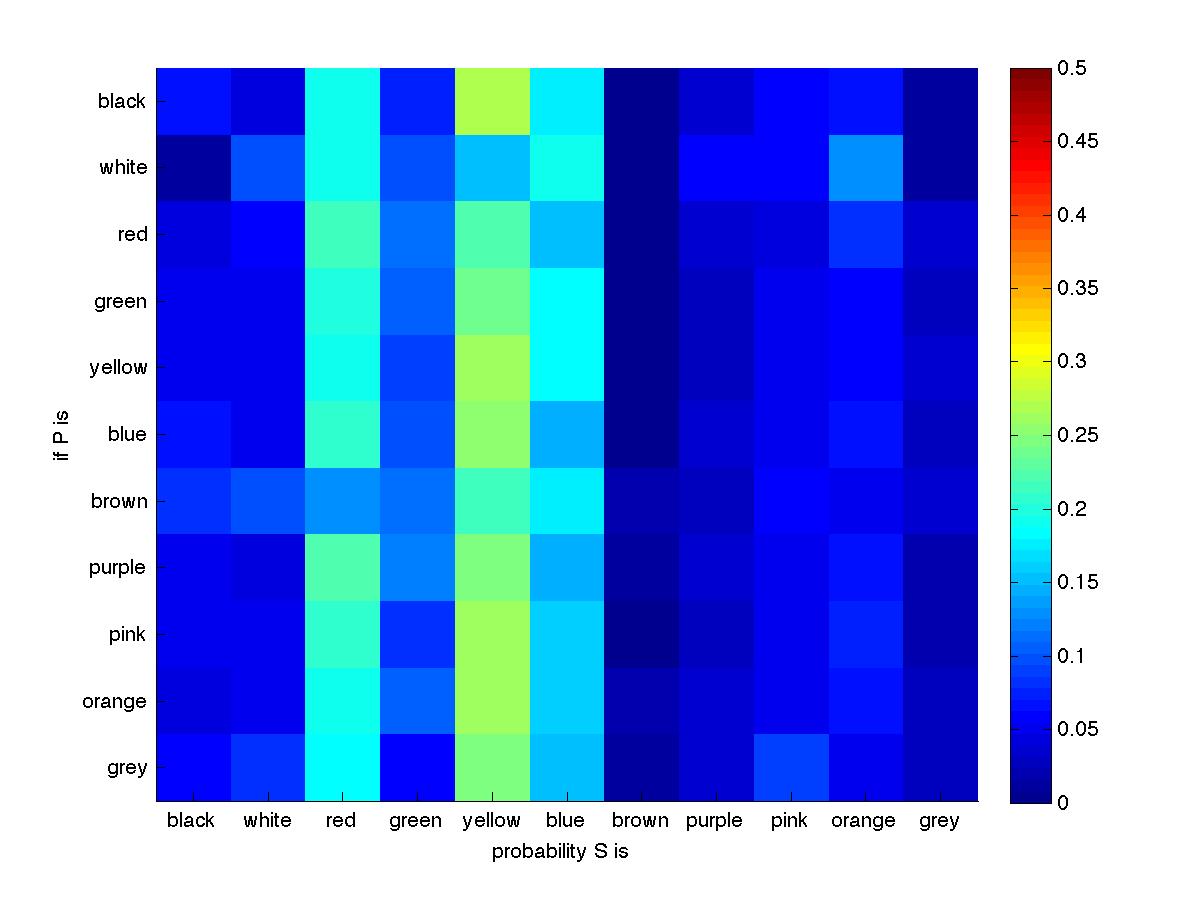 black
white
red
green
yellow
blue
brown
purple
pink
orange
grey
if P is
black white red green yellow blue brown purple pink orange grey
probability S is
0.5
0.45
0.4
0.35
0.3
0.25
0.2
0.15
0.1
0.05
0